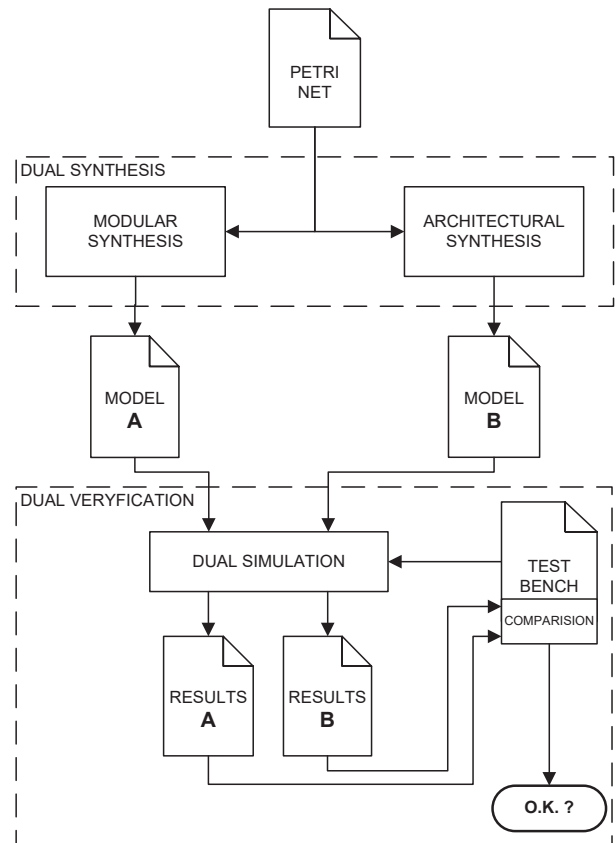 PETRI
NET
DUAL SYNTHESIS
MODULAR
SYNTHESIS
ARCHITECTURAL
SYNTHESIS
MODEL
A
MODEL
B
DUAL VERYFICATION
DUAL SIMULATION
TEST
BENCH
COMPARISION
RESULTS
A
RESULTS
B
O.K. ?